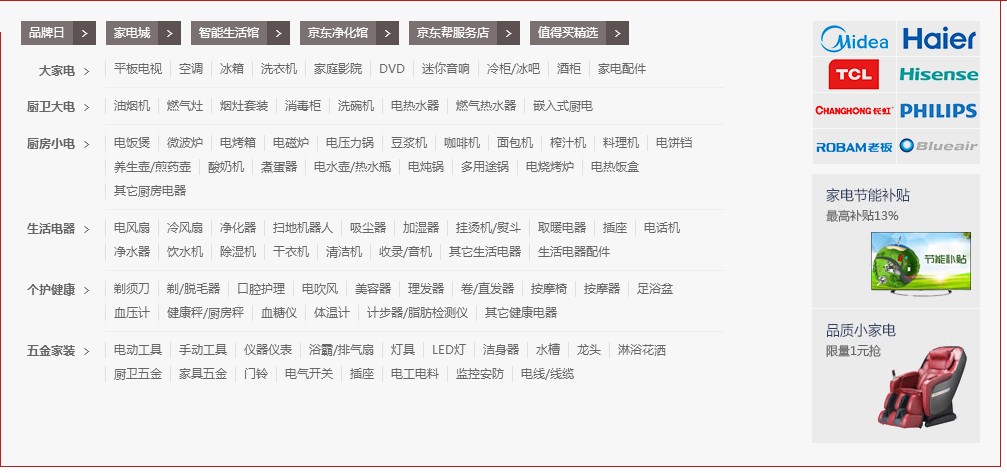 品牌日 > 家电城 > 智能生活馆 > 京东净化馆 > 京东帮服务店 > 值得买精选 >
大家电 > 平板电视 空调 冰箱 洗衣机 家庭影院 DVD 迷你音响 冷柜/冰吧 酒柜 家电配件
厨卫大电 > 油烟机 燃气灶 烟灶套装 消毒柜 洗碗机 电热水器 燃气热水器 嵌入式厨电
厨房小电 > 电饭煲 微波炉 电烤箱 电磁炉 电压力锅 豆浆机 咖啡机 面包机 榨汁机 料理机 电饼铛
养生壶/煎药壶 酸奶机 煮蛋器 电水壶/热水瓶 电炖锅 多用途锅 电烧烤炉 电热饭盒
其它厨房电器
生活电器 > 电风扇 冷风扇 净化器 扫地机器人 吸尘器 加湿器 挂烫机/熨斗 取暖电器 插座 电话机
净水器 饮水机 除湿机 干衣机 清洁机 收录/音机 其它生活电器 生活电器配件
个护健康 > 剃须刀 剃/脱毛器 口腔护理 电吹风 美容器 理发器 卷/直发器 按摩椅 按摩器 足浴盆
血压计 健康秤/厨房秤 血糖仪 体温计 计步器/脂肪检测仪 其它健康电器
五金家装 > 电动工具 手动工具 仪器仪表 浴霸/排气扇 灯具 LED灯 洁身器 水槽 龙头 淋浴花洒
厨卫五金 家具五金 门铃 电气开关 插座 电工电料 监控安防 电线/线缆
Midea Haier
TCL Hisense
CHANGHONG 长虹 PHILIPS
ROBAM 老板 Blueair
家电节能补贴
最高补贴13%
节能补贴
品质小家电
限量1元抢